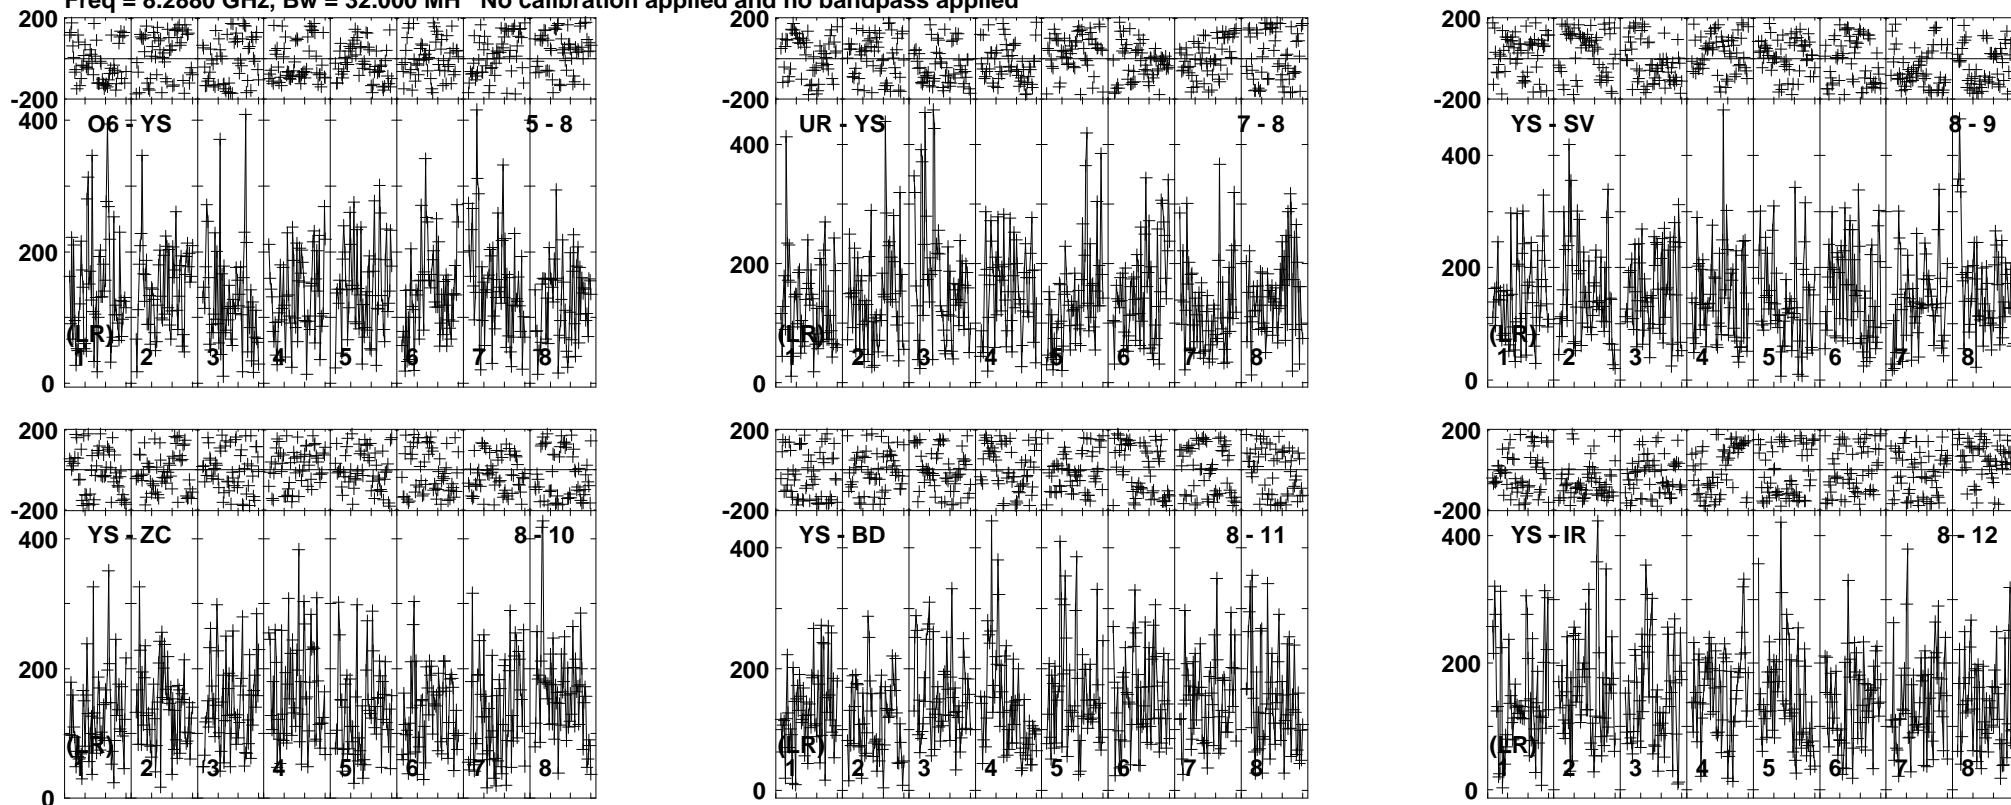 Freq = 8.2880 GHz, Bw = 32.000 MH No calibration applied and no bandpass applied
200
-200
400
O6 - YS
5 - 8
200
(LR)
1 2 3 4 5 6 7 8
0
200
-200
UR - YS
7 - 8
400
200
(LR)
1 2 3 4 5 6 7 8
0
200
-200
YS - SV
8 - 9
400
200
(LR)
1 2 3 4 5 6 7 8
0
200
-200
YS - ZC
8 - 10
400
200
(LR)
1 2 3 4 5 6 7 8
0
200
-200
YS - BD
8 - 11
400
200
(LR)
1 2 3 4 5 6 7 8
0
200
-200
YS - IR
8 - 12
400
200
(LR)
1 2 3 4 5 6 7 8
0